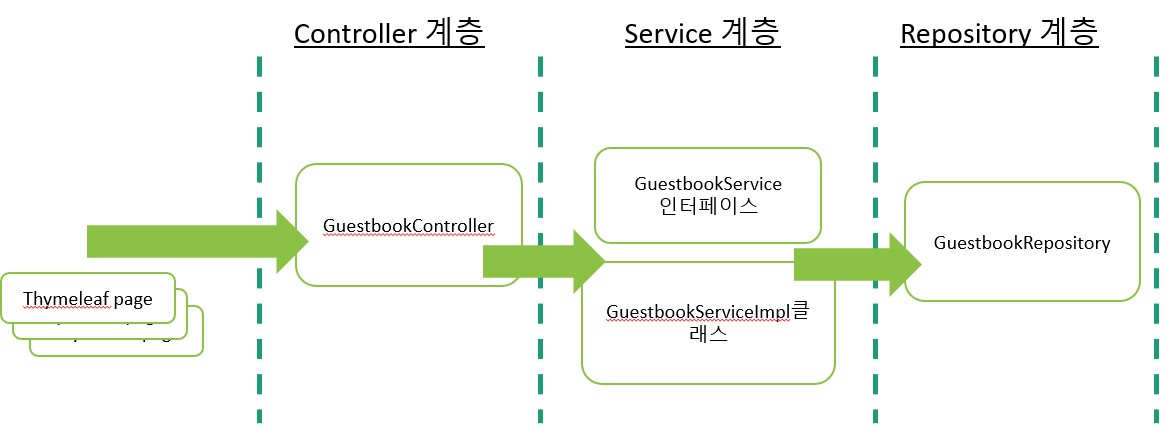 Controller 계층
Service 계층
Repository 계층
GuestbookController
GuestbookService
인터페이스
GuestbookServiceImpl클
래스
GuestbookRepository
Thymeleaf page